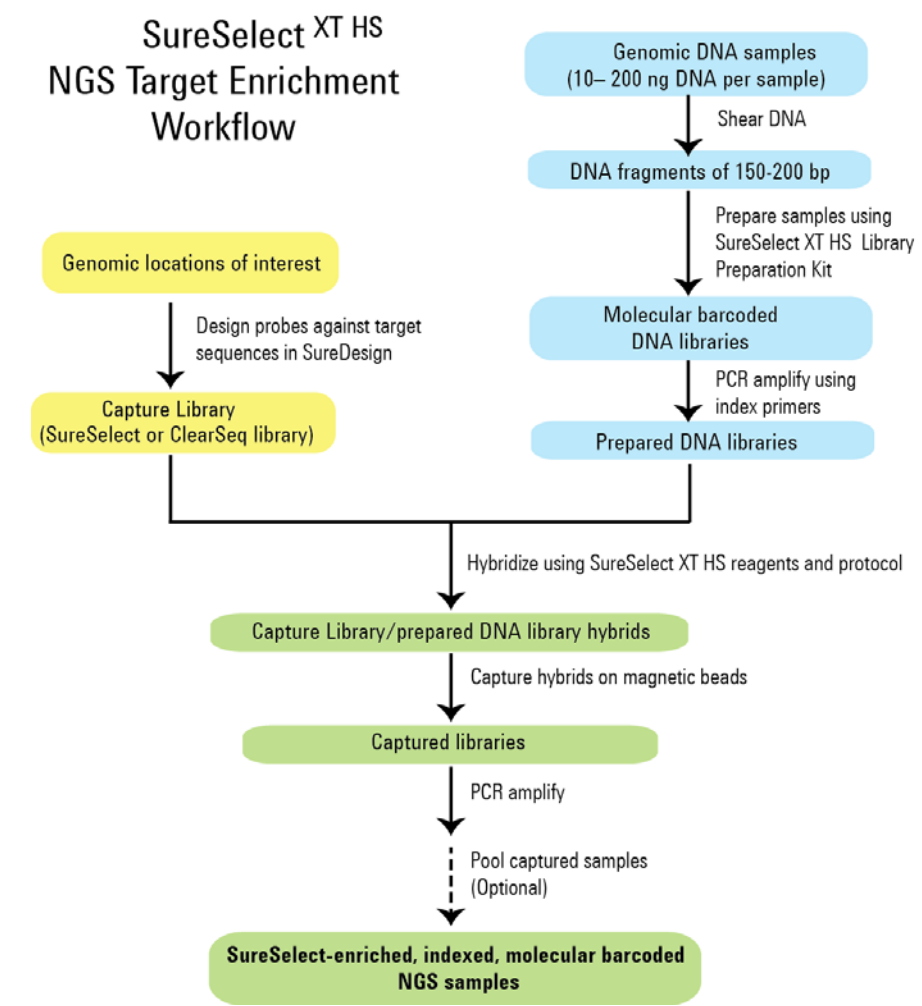 SureSelect XT HS
NGS Target Enrichment
Workflow
Genomic DNA samples
(10– 200 ng DNA per sample)
Shear DNA
DNA fragments of 150-200 bp
Prepare samples using
SureSelect XT HS Library
Preparation Kit
Molecular barcoded
DNA libraries
PCR amplify using
index primers
Prepared DNA libraries
Genomic locations of interest
Design probes against target
sequences in SureDesign
Capture Library
(SureSelect or ClearSeq library)
Hybridize using SureSelect XT HS reagents and protocol
Capture Library/prepared DNA library hybrids
Capture hybrids on magnetic beads
Captured libraries
PCR amplify
Pool captured samples
(Optional)
SureSelect-enriched, indexed, molecular barcoded
NGS samples